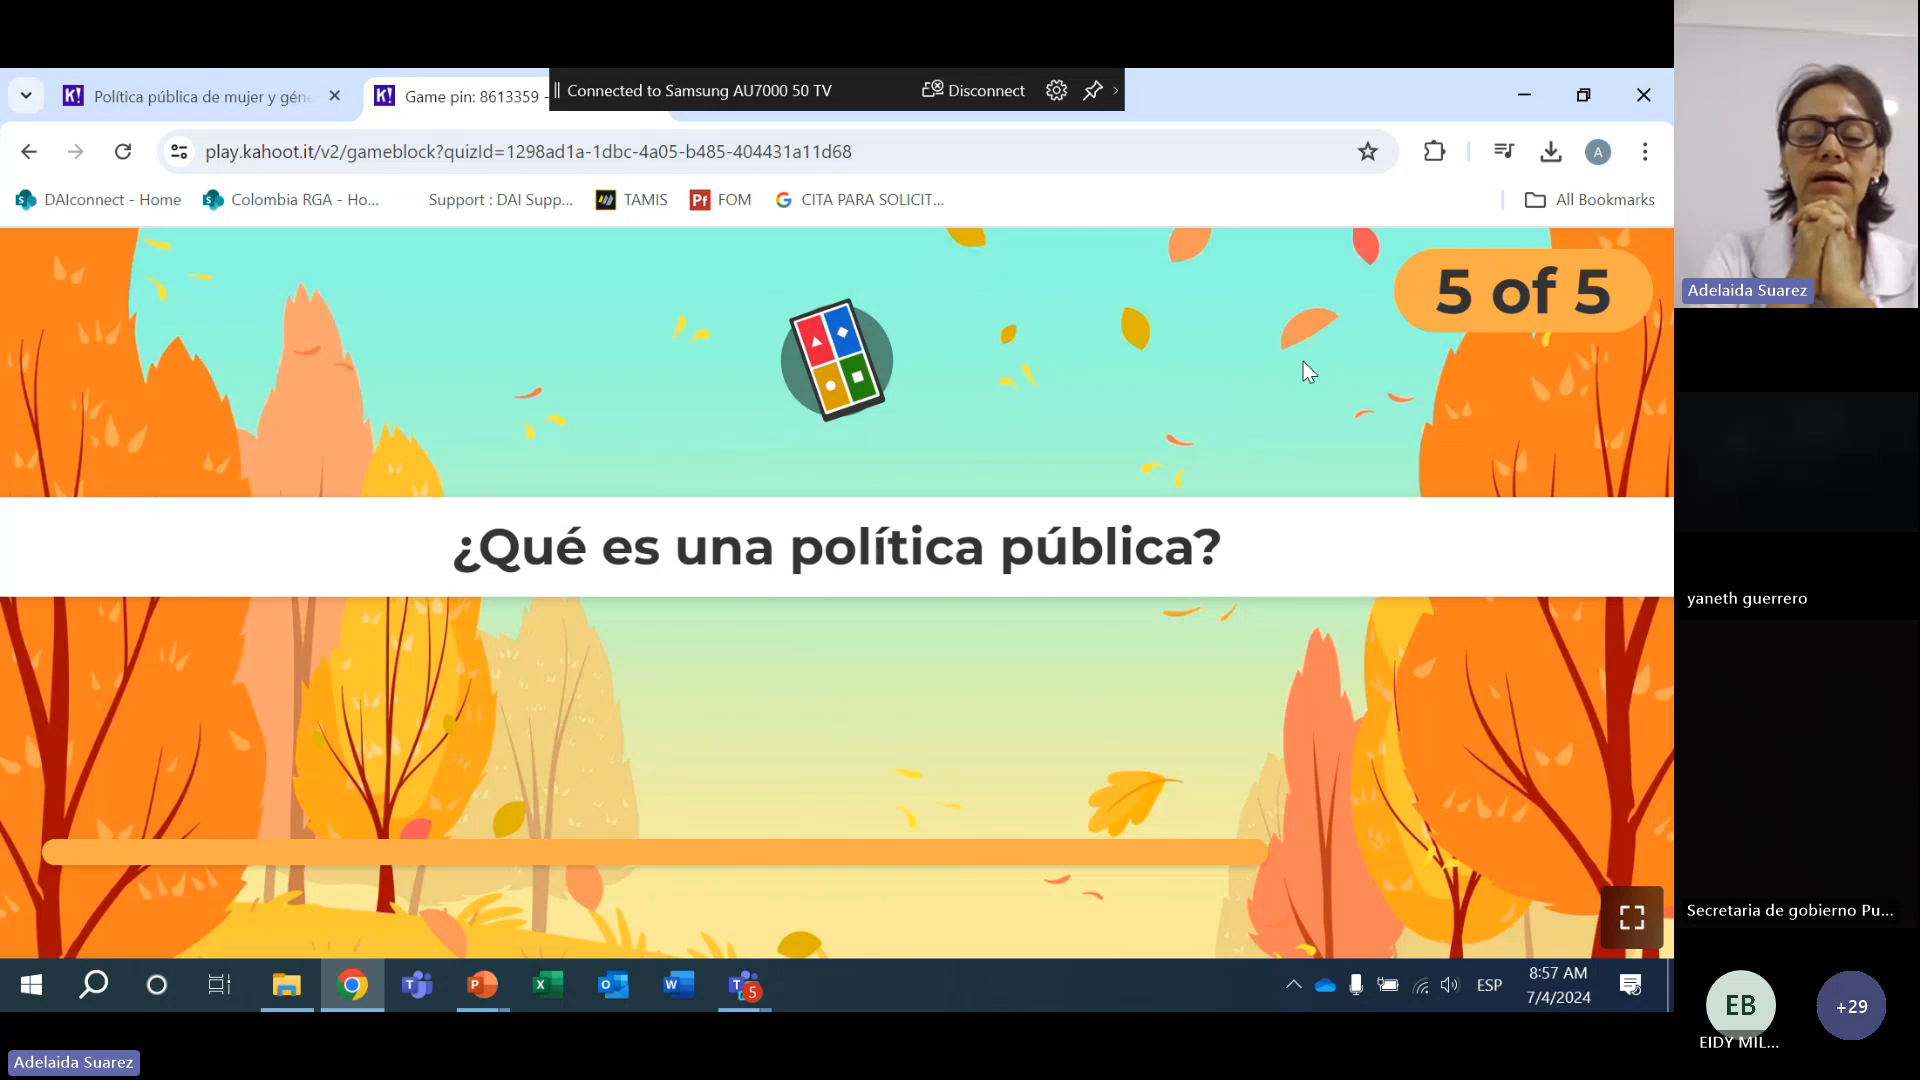 Política pública de mujer y géne
Game pin: 8613359 -
Connected to Samsung AU7000 50 TV
Disconnect
play.kahoot.it/v2/gameblock?quizId=1298ad1a-1dbc-4a05-b485-404431a11d68
A
DAIconnect - Home
Colombia RGA - Ho...
Support : DAI Supp...
TAMIS
Pf FOM
CITA PARA SOLICIT...
All Bookmarks
5 of 5
¿Qué es una política pública?
ESP
8:57 AM
7/4/2024
5
Adelaida Suarez
Adelaida Suarez
yaneth guerrero
Secretaria de gobierno Pu...
EB
EIDY MIL...
+29